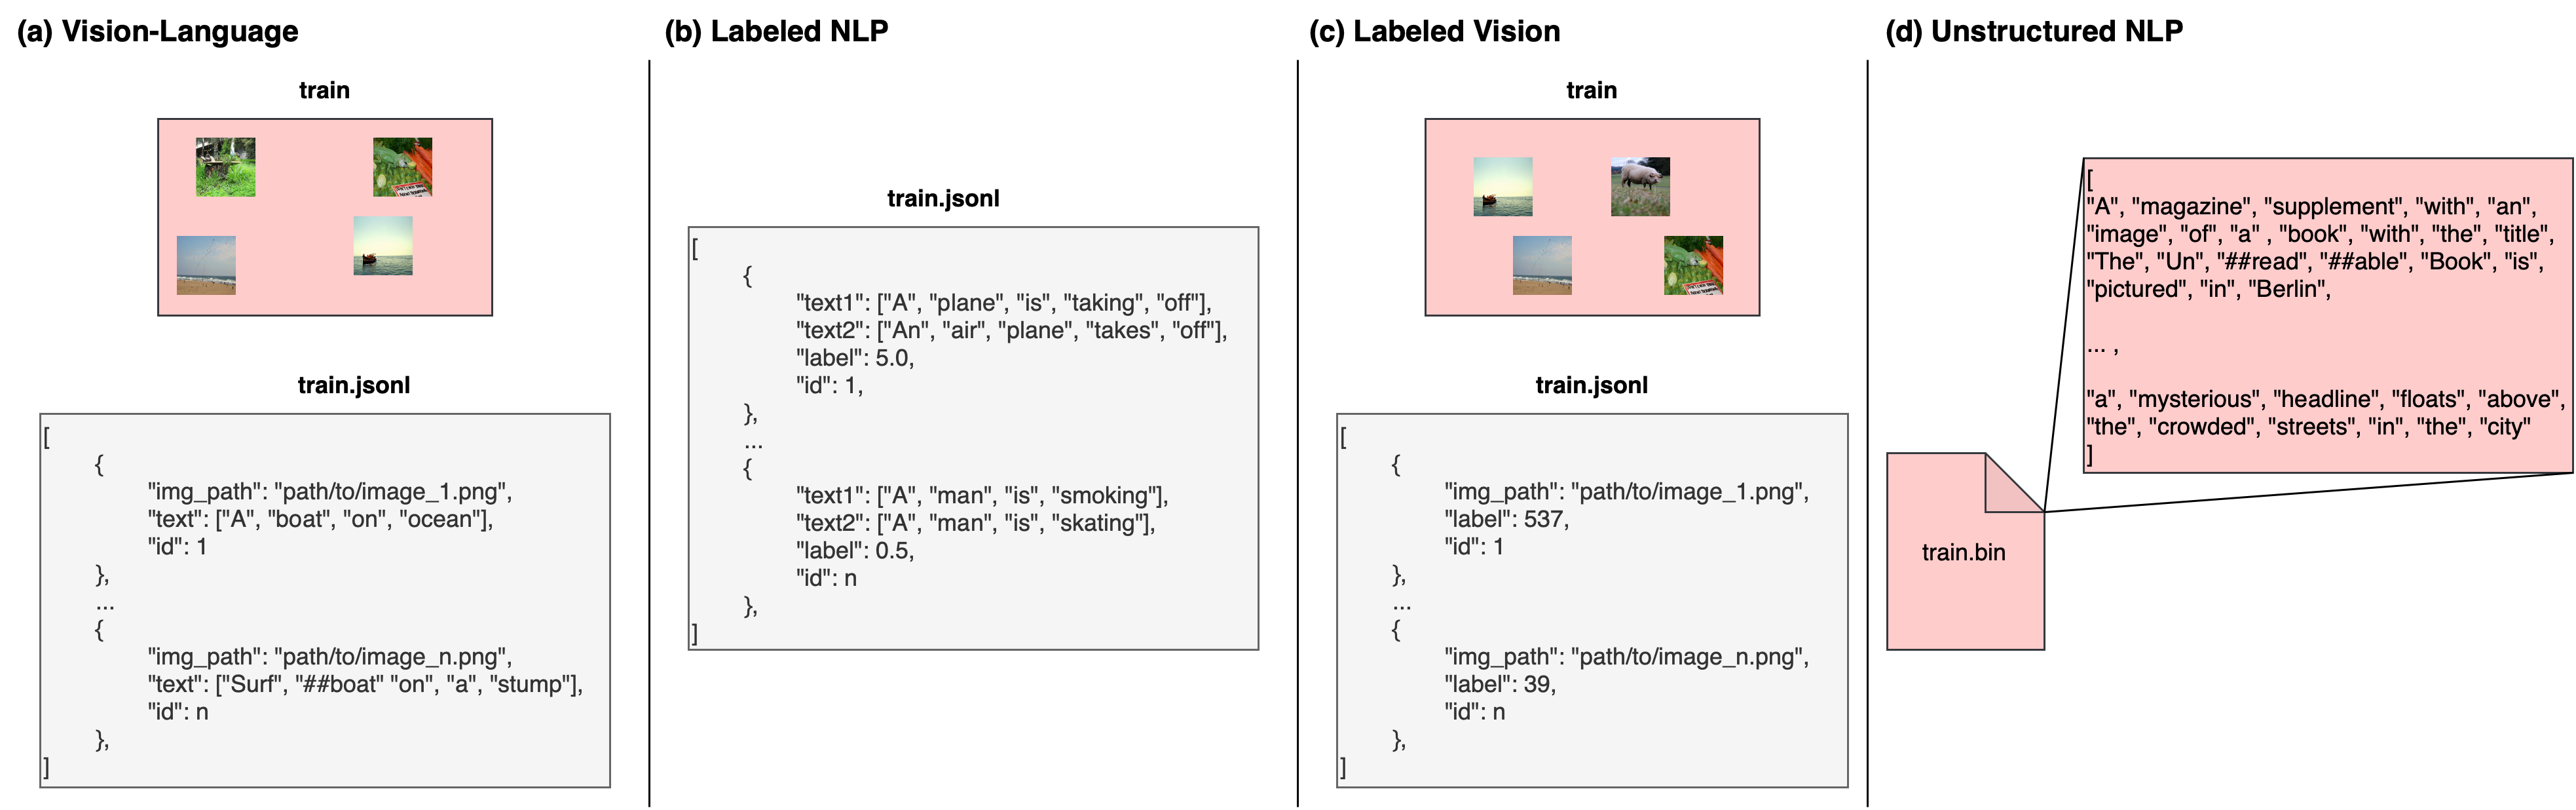 (a) Vision-Language
train
train.jsonl
[
{
"img_path": "path/to/image_1.png",
"text": ["A", "boat", "on", "ocean"],
"id": 1
},
...
{
"img_path": "path/to/image_n.png",
"text": ["Surf", "##boat" "on", "a", "stump"],
"id": n
},
]
(b) Labeled NLP
train.jsonl
[
{
"text1": ["A", "plane", "is", "taking", "off"],
"text2": ["An", "air", "plane", "takes", "off"],
"label": 5.0,
"id": 1,
},
...
{
"text1": ["A", "man", "is", "smoking"],
"text2": ["A", "man", "is", "skating"],
"label": 0.5,
"id": n
},
]
(c) Labeled Vision
train
train.jsonl
[
{
"img_path": "path/to/image_1.png",
"label": 537,
"id": 1
},
...
{
"img_path": "path/to/image_n.png",
"label": 39,
"id": n
},
]
(d) Unstructured NLP
[
"A", "magazine", "supplement", "with", "an",
"image", "of", "a" , "book", "with", "the", "title",
"The", "Un", "##read", "##able", "Book", "is",
"pictured", "in", "Berlin",
... ,
"a", "mysterious", "headline", "floats", "above",
"the", "crowded", "streets", "in", "the", "city"
]
train.bin